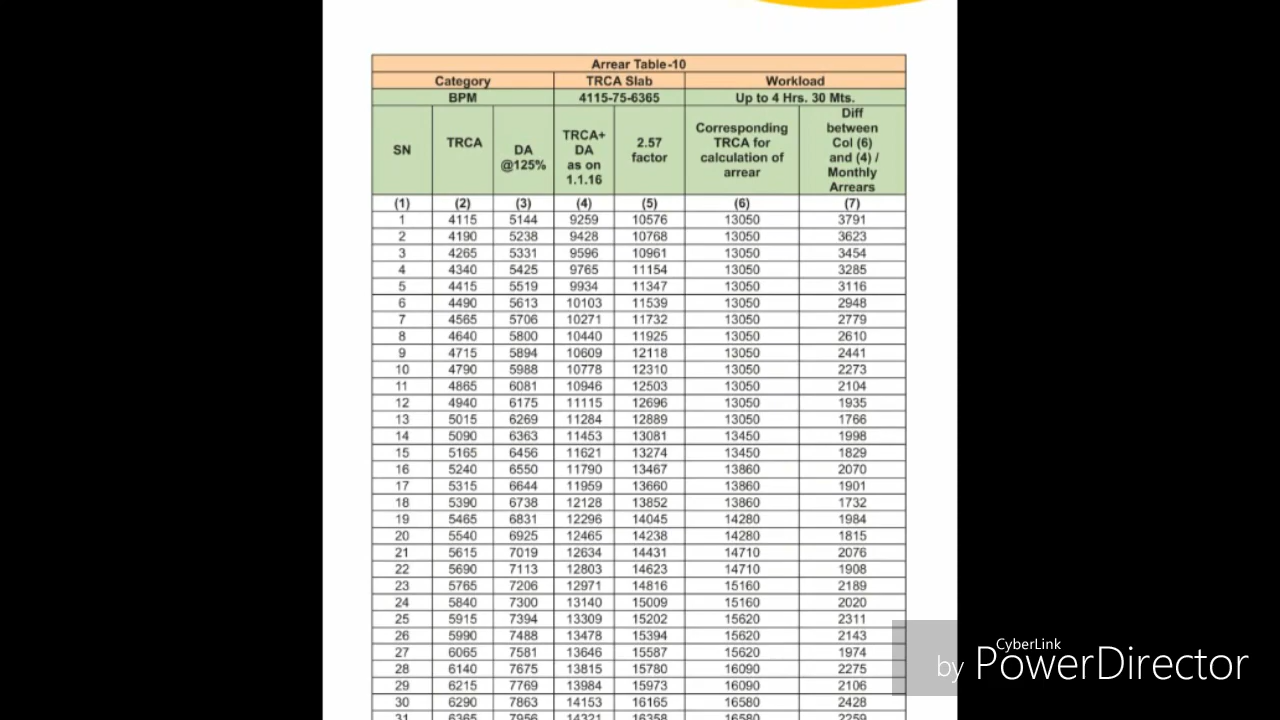 Arrear Table-10
Category TRCA Slab Workload
BPM 4115-75-6365 Up to 4 Hrs. 30 Mts.
SN TRCA DA @125% TRCA+ DA as on 1.1.16 2.57 factor Corresponding TRCA for calculation of arrear Diff between Col (6) and (4) / Monthly Arrears
(1) (2) (3) (4) (5) (6) (7)
1 4115 5144 9259 10576 13050 3791
2 4190 5238 9428 10768 13050 3623
3 4265 5331 9596 10961 13050 3454
4 4340 5425 9765 11154 13050 3285
5 4415 5519 9934 11347 13050 3116
6 4490 5613 10103 11539 13050 2948
7 4565 5706 10271 11732 13050 2779
8 4640 5800 10440 11925 13050 2610
9 4715 5894 10609 12118 13050 2441
10 4790 5988 10778 12310 13050 2273
11 4865 6081 10946 12503 13050 2104
12 4940 6175 11115 12696 13050 1935
13 5015 6269 11284 12889 13050 1766
14 5090 6363 11453 13081 13450 1998
15 5165 6456 11621 13274 13450 1829
16 5240 6550 11790 13467 13860 2070
17 5315 6644 11959 13660 13860 1901
18 5390 6738 12128 13852 13860 1732
19 5465 6831 12296 14045 14280 1984
20 5540 6925 12465 14238 14280 1815
21 5615 7019 12634 14431 14710 2076
22 5690 7113 12803 14623 14710 1908
23 5765 7206 12971 14816 15160 2189
24 5840 7300 13140 15009 15160 2020
25 5915 7394 13309 15202 15620 2311
26 5990 7488 13478 15394 15620 2143
27 6065 7581 13646 15587 15620 1974
28 6140 7675 13815 15780 16090 2275
29 6215 7769 13984 15973 16090 2106
30 6290 7863 14153 16165 16580 2428
31 6365 7956 14321 16358 16580 2259
CyberLink
by PowerDirector